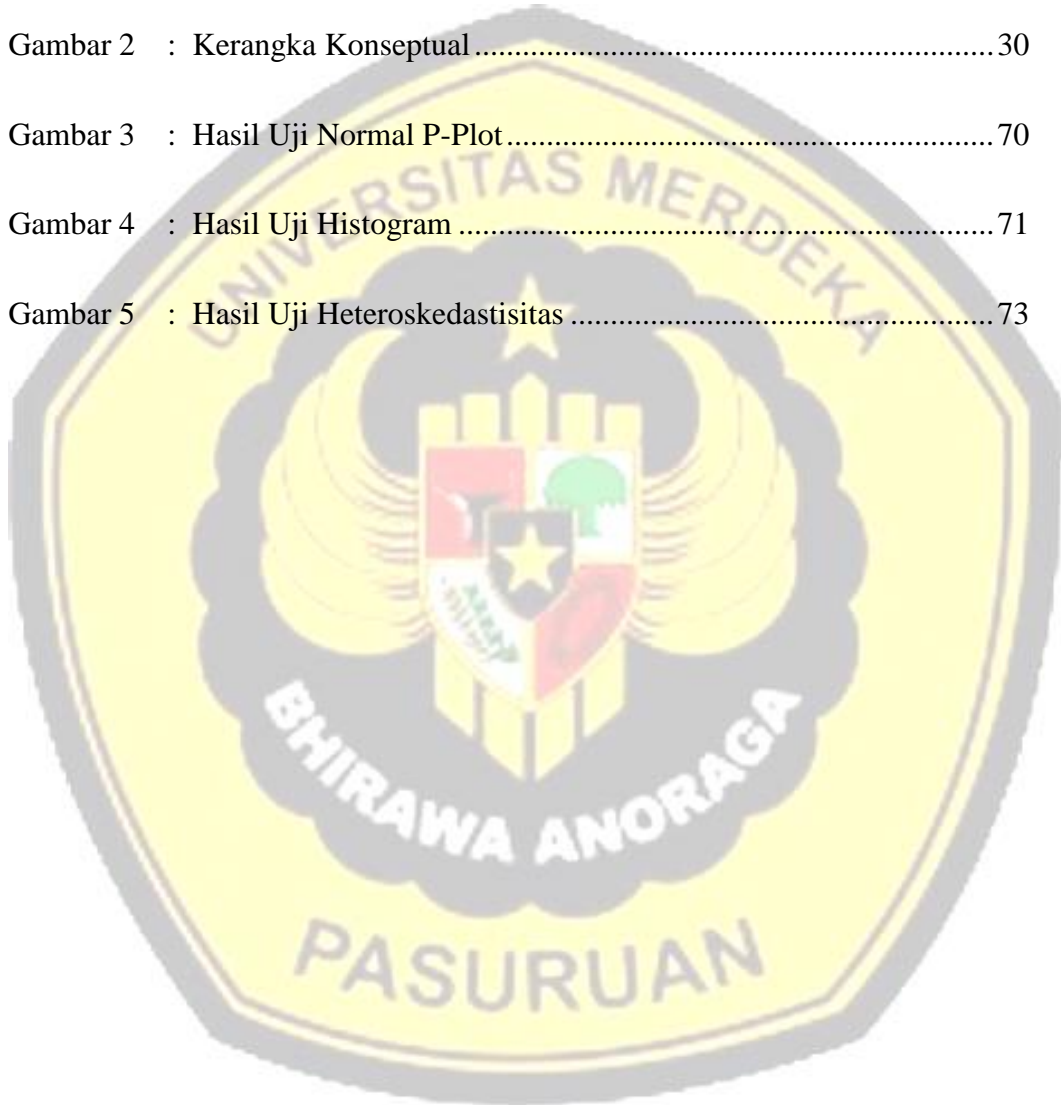 Gambar 2 : Kerangka Konseptual.................................................................30
Gambar 3 : Hasil Uji Normal P-Plot.............................................................70
Gambar 4 : Hasil Uji Histogram ...................................................................71
Gambar 5 : Hasil Uji Heteroskedastisitas .....................................................73
UNIVERSITAS MERDEKA
BHIRAWA ANORAGA
PASURUAN